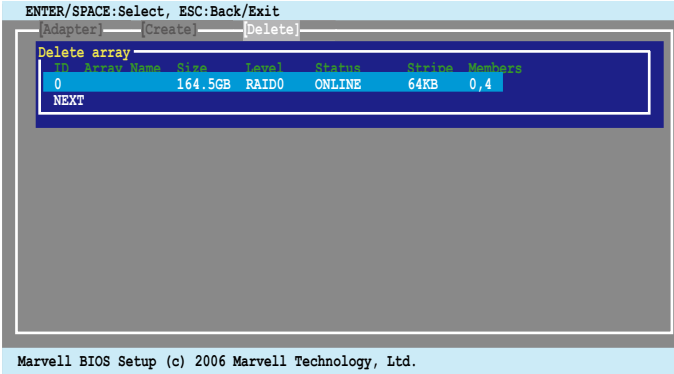 ENTER/SPACE:Select, ESC:Back/Exit
[Adapter] [Create] [Delete]
Delete array
ID Array Name Size Level Status Stripe Members
0 164.5GB RAID0 ONLINE 64KB 0,4
NEXT
Marvell BIOS Setup (c) 2006 Marvell Technology, Ltd.